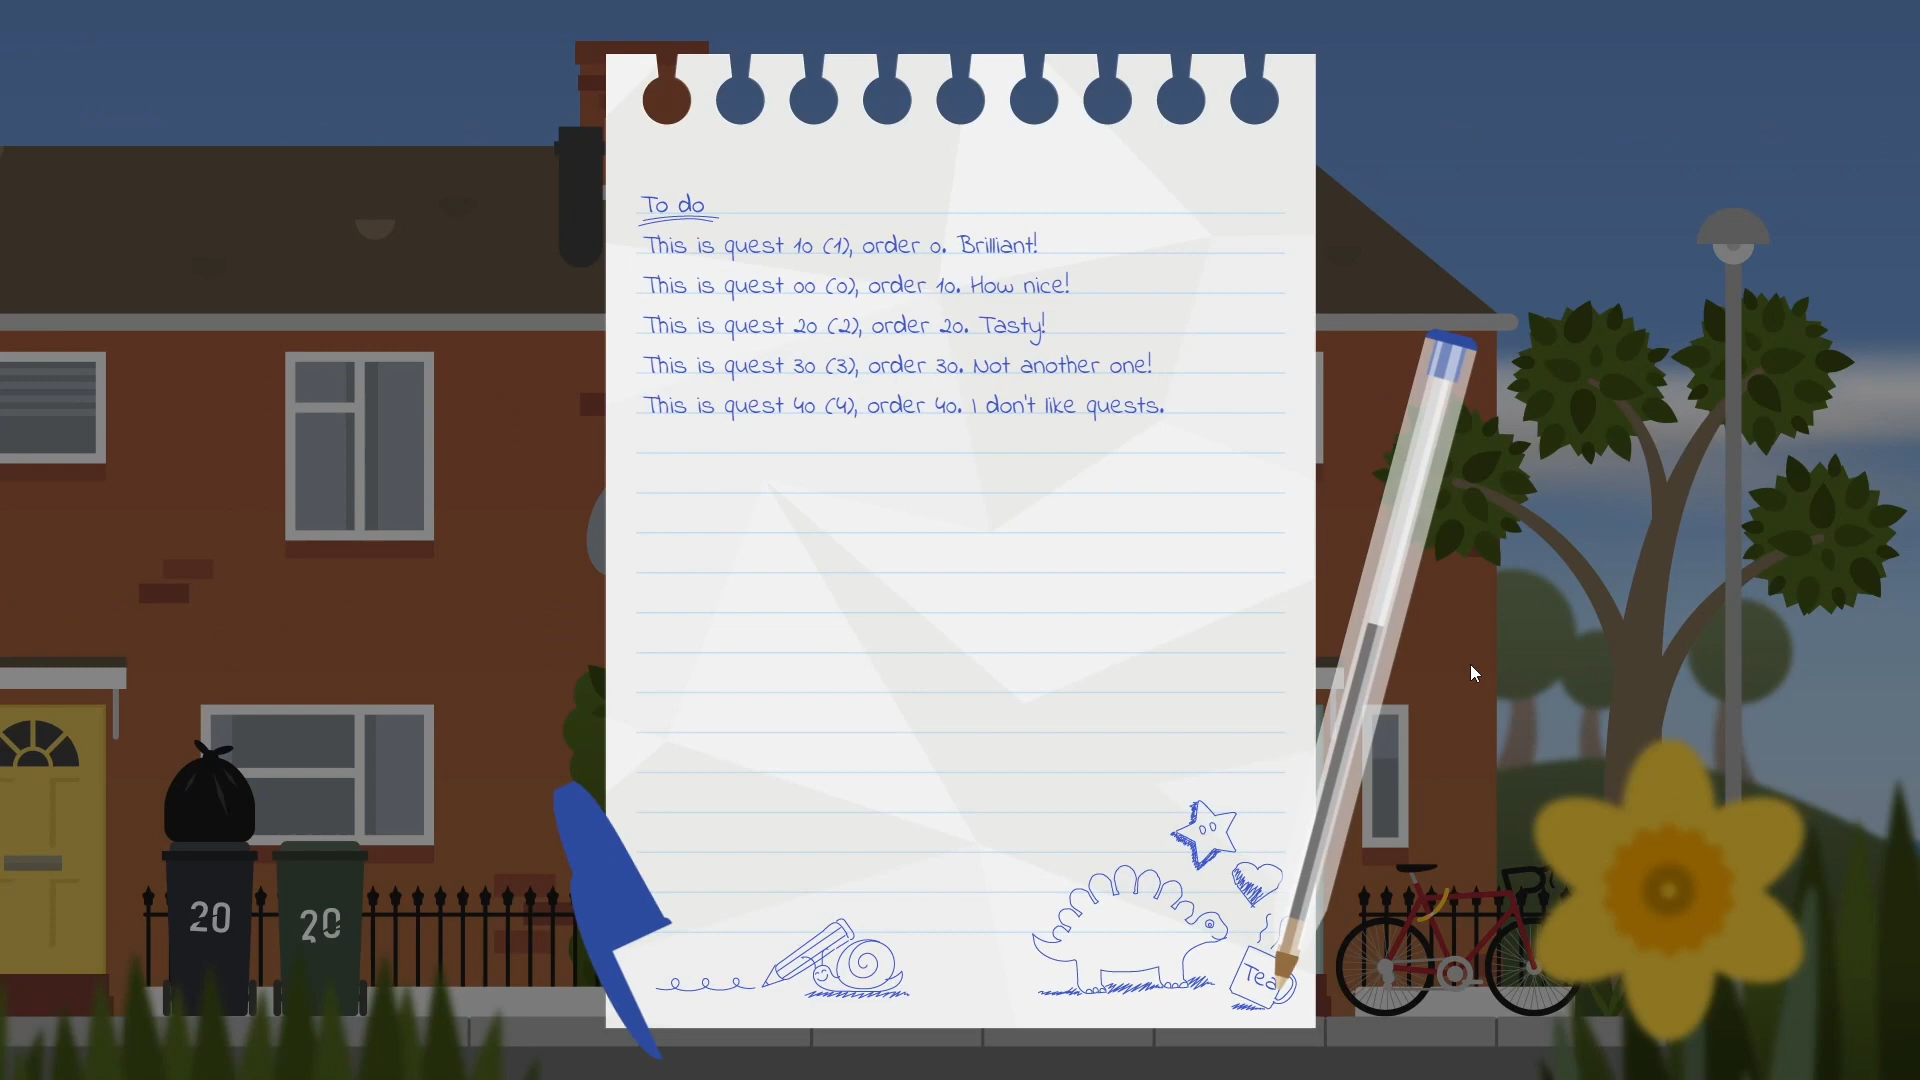 To do
This is quest 10 (1), order 0. Brilliant!
This is quest 00 (0), order 10. How nice!
This is quest 20 (2), order 20. Tasty!
This is quest 30 (3), order 30. Not another one!
This is quest 40 (4), order 40. I don't like quests.
20
20
Tea